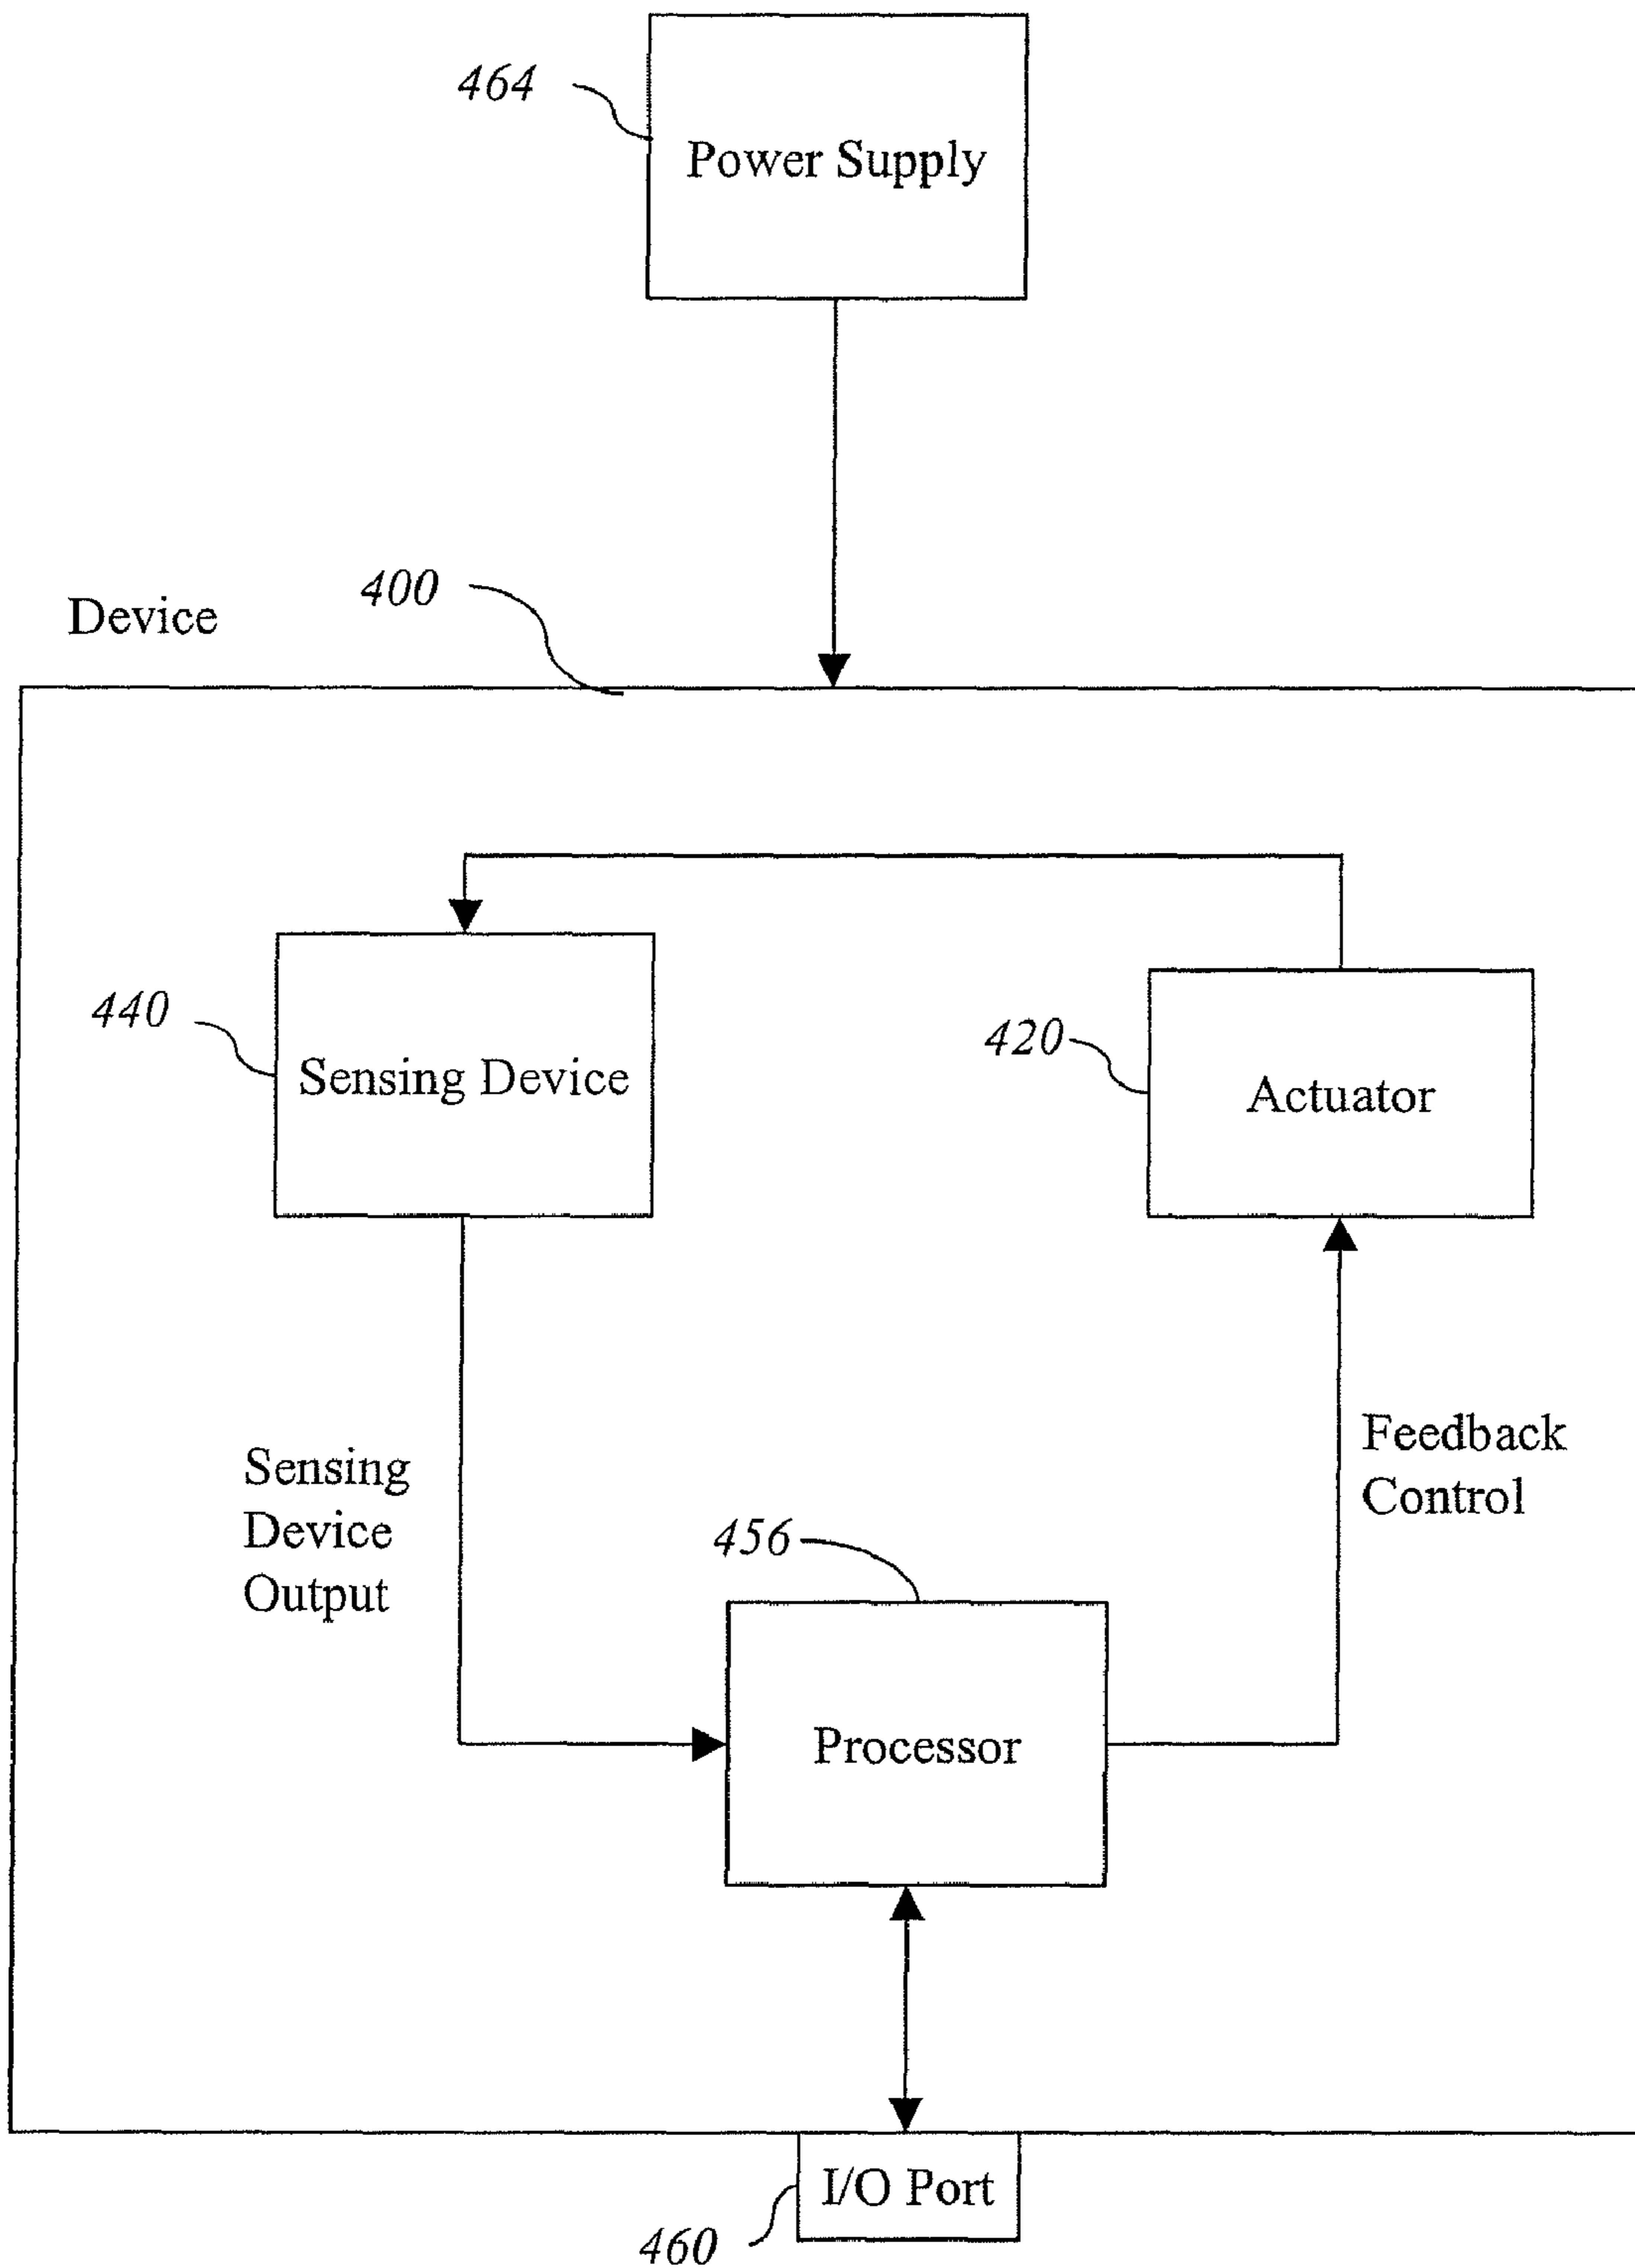 464
Power Supply
400
Device
440
Sensing Device
420
Actuator
Sensing
Device
Output
Feedback
Control
456
Processor
I/O Port
460